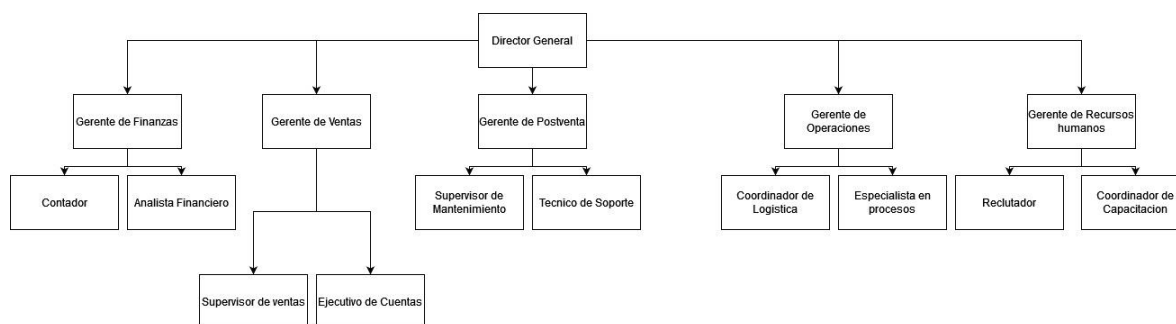 Director General
Gerente de Finanzas
Gerente de Ventas
Gerente de Postventa
Gerente de
Operaciones
Gerente de Recursos
humanos
Contador
Analista Financiero
Supervisor de
Mantenimiento
Tecnico de Soporte
Coordinador de
Logistica
Especialista en
procesos
Reclutador
Coordinador de
Capacitacion
Supervisor de ventas
Ejecutivo de Cuentas